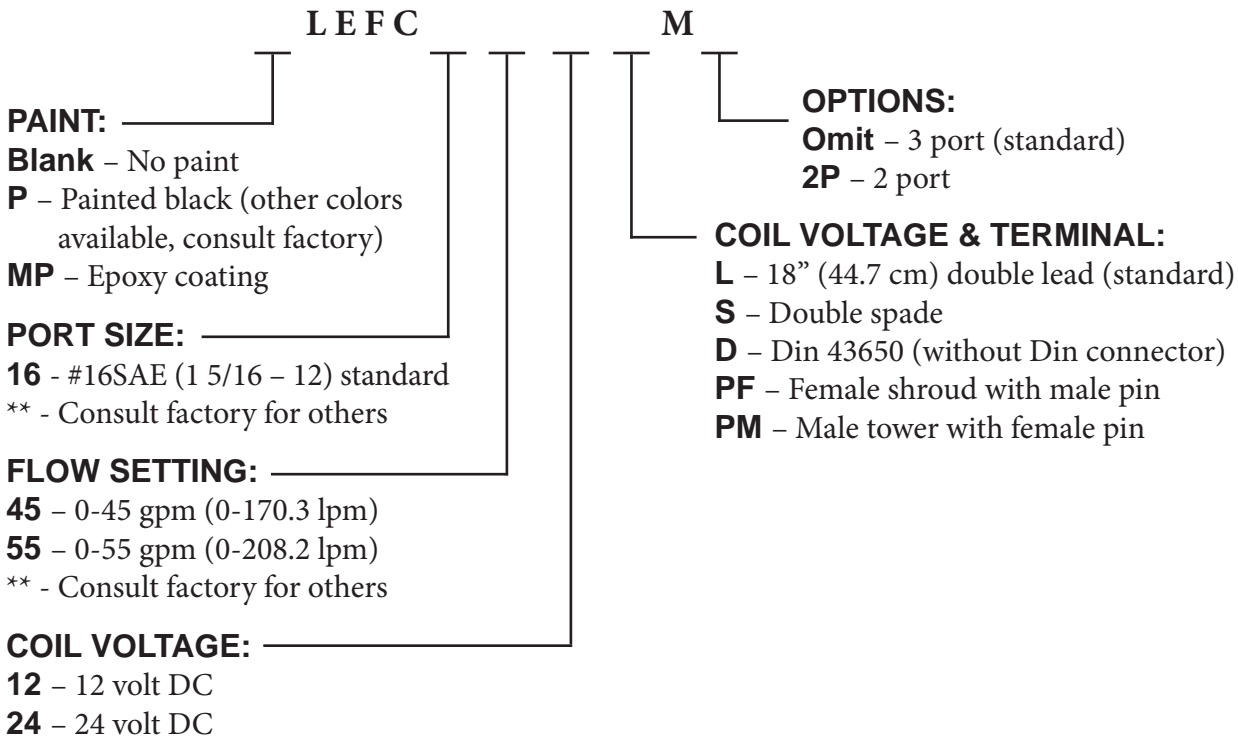 L E F C M
PAINT:
Blank – No paint
P – Painted black (other colors
available, consult factory)
MP – Epoxy coating
PORT SIZE:
16 - #16SAE (1 5/16 – 12) standard
** - Consult factory for others
FLOW SETTING:
45 – 0-45 gpm (0-170.3 lpm)
55 – 0-55 gpm (0-208.2 lpm)
** - Consult factory for others
COIL VOLTAGE:
12 – 12 volt DC
24 – 24 volt DC
OPTIONS:
Omit – 3 port (standard)
2P – 2 port
COIL VOLTAGE & TERMINAL:
L – 18” (44.7 cm) double lead (standard)
S – Double spade
D – Din 43650 (without Din connector)
PF – Female shroud with male pin
PM – Male tower with female pin